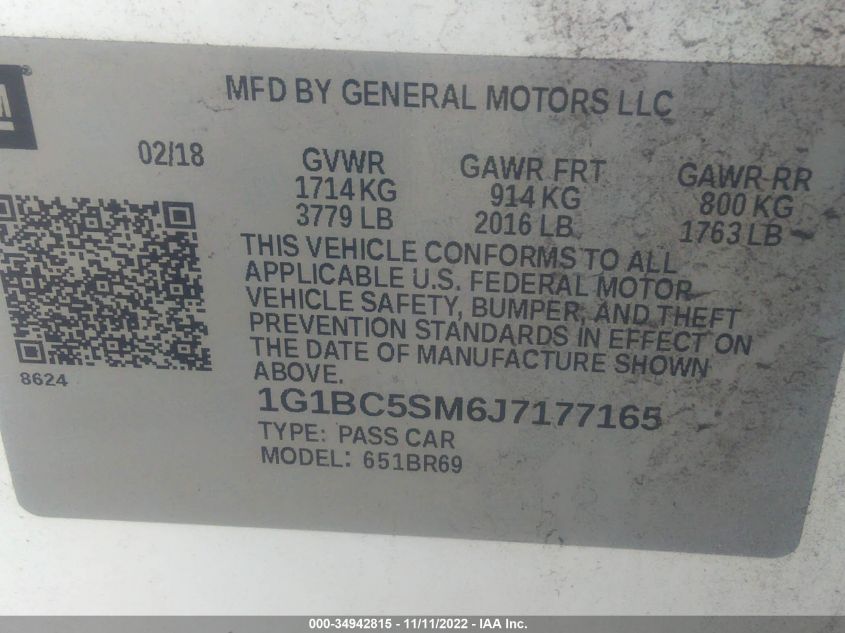 M
MFD BY GENERAL MOTORS LLC
02/18
GVWR
1714 KG
3779 LB
GAWR FRT
914 KG
2016 LB
GAWR RR
800 KG
1763 LB
THIS VEHICLE CONFORMS TO ALL
APPLICABLE U.S. FEDERAL MOTOR
VEHICLE SAFETY, BUMPER, AND THEFT
PREVENTION STANDARDS IN EFFECT ON
THE DATE OF MANUFACTURE SHOWN
ABOVE.
8624
1G1BC5SM6J7177165
TYPE: PASS CAR
MODEL: 651BR69
000-34942815 - 11/11/2022 - IAA Inc.